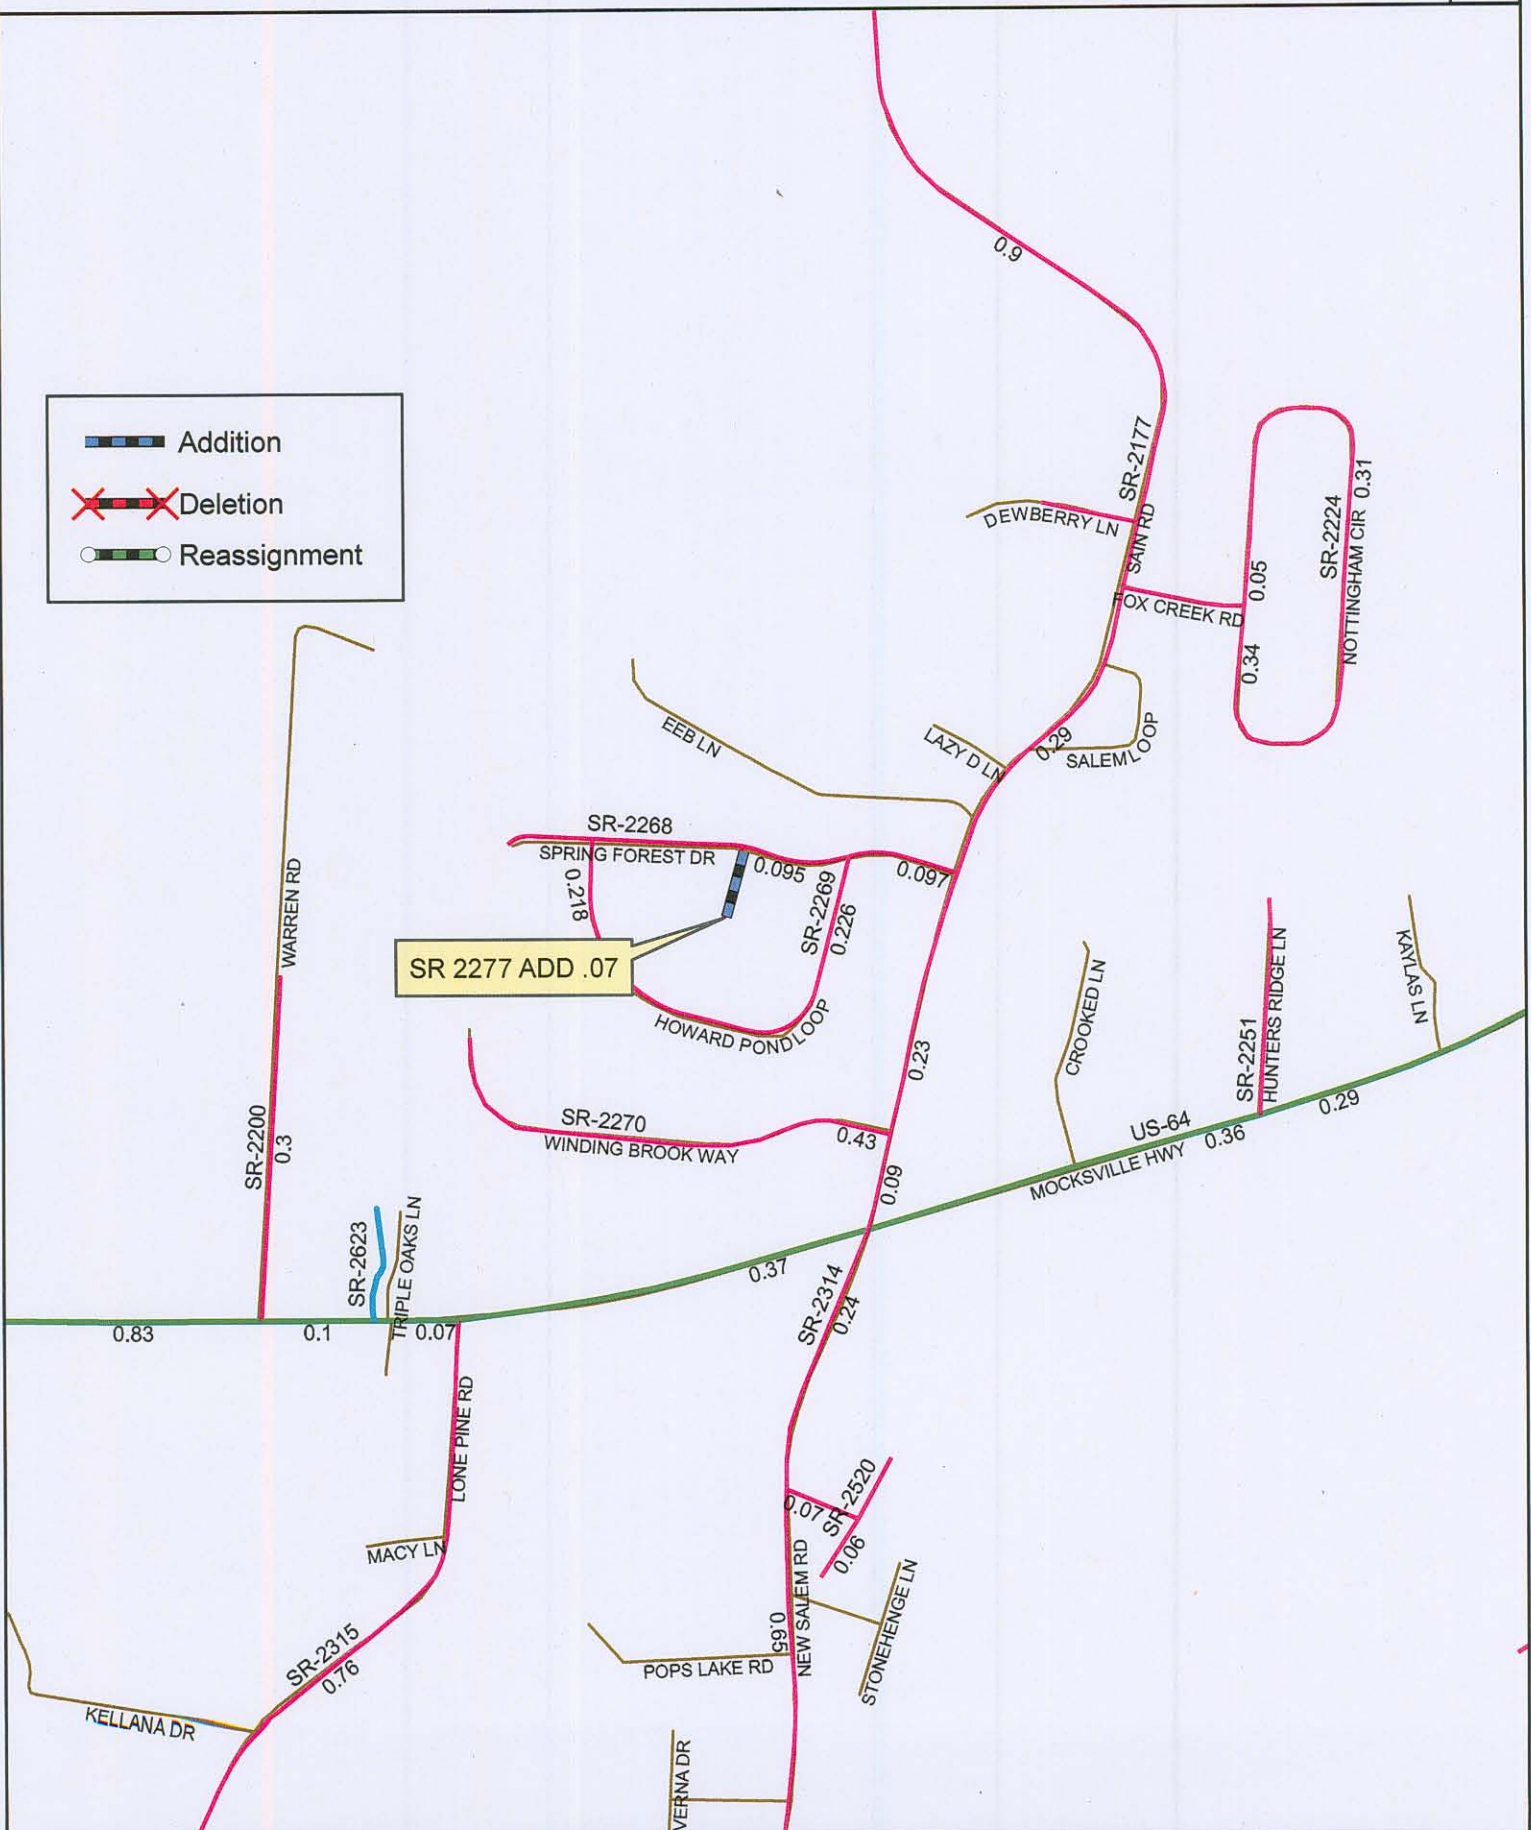 0.9
Addition
Deletion
Reassignment
SR-2177
DEWBERRY LN
SAIN RD
FOX CREEK RD
0.05
0.34
SR-2224
NOTTINGHAM CIR 0.31
EEB LN
LAZY D LN
0.29
SALEM LOOP
SR-2268
SPRING FOREST DR
0.095
0.097
0.218
SR-2269
0.226
SR 2277 ADD .07
HOWARD POND LOOP
WARREN RD
SR-2200
0.3
0.23
CROOKED LN
SR-2251
HUNTERS RIDGE LN
KAYLAS LN
SR-2270
WINDING BROOK WAY
0.43
0.09
US-64
MOCKSVILLE HWY
0.36
0.29
SR-2623
TRIPLE OAKS LN
0.37
0.83
0.1
0.07
SR-2314
0.24
LONE PINE RD
MACY LN
0.07
SR-2520
0.06
NEW SALEM RD
0.65
STONEHENGE LN
POPS LAKE RD
SR-2315
0.76
KELLANA DR
VERNA DR